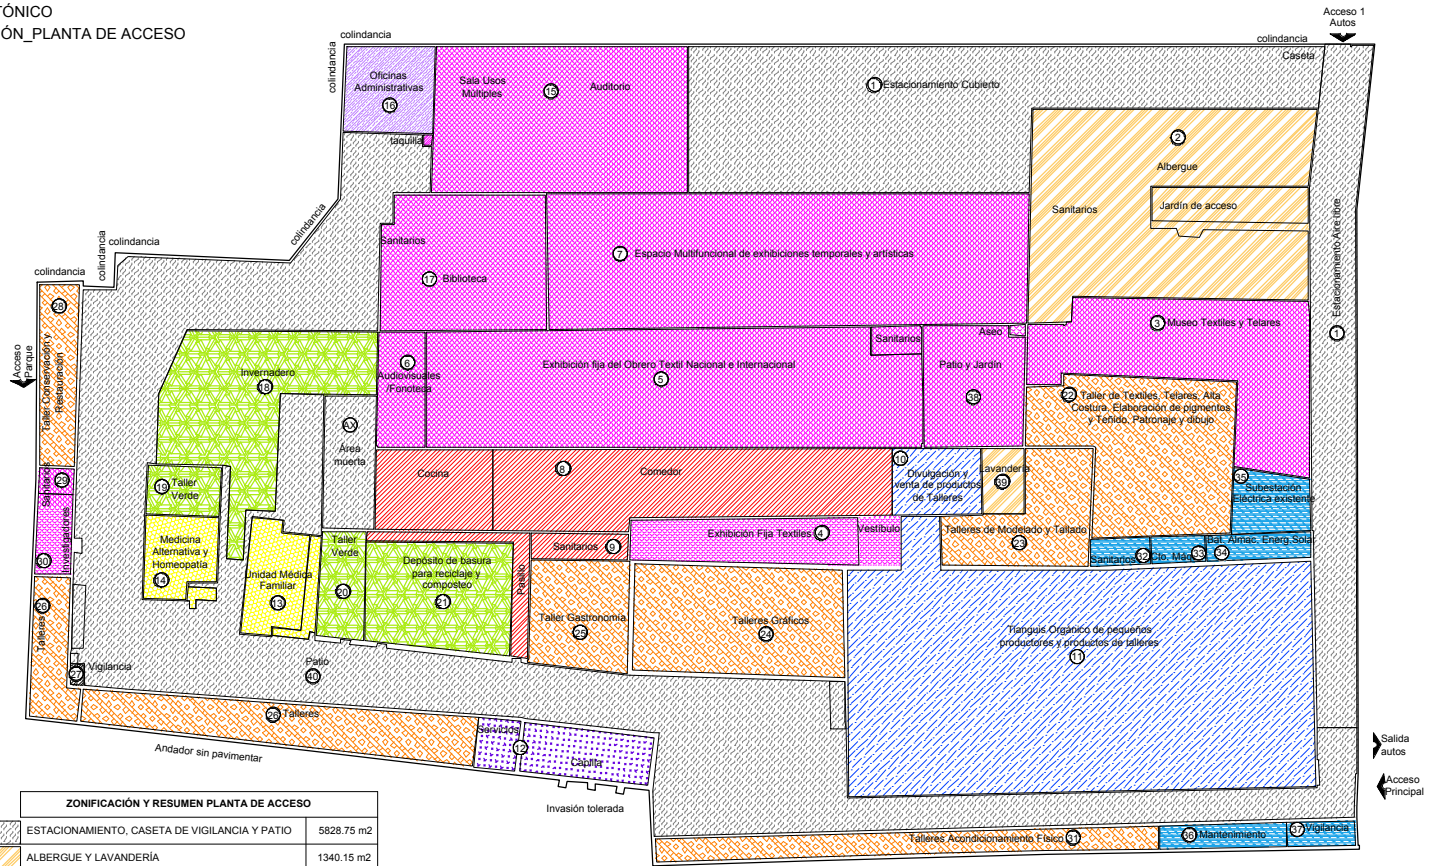 TÓNICO
ÓN_PLANTA DE ACCESO
Acceso 1
Autos
colindancia
colindancia
colindancia
Caseta
Oficinas
Administrativas
16
Sala Usos
Múltiples
15
Auditorio
1 Estacionamiento Cubierto
taquilla
2
Albergue
Sanitarios
Jardín de acceso
Estacionamiento Aire libre
1
colindancia
colindancia
colindancia
colindancia
Sanitarios
17 Biblioteca
7 Espacio Multifuncional de exhibiciones temporales y artísticas
3 Museo Textiles y Telares
28
Taller Conservación y
Restauración
Acceso
Parque
Invernadero
18
6
Audiovisuales
/Fonoteca
Exhibición fija del Obrero Textil Nacional e Internacional
5
Sanitarios
Aseo
Patio y Jardín
38
22 Taller de Textiles, Telares, Alta
Costura, Elaboración de pigmentos
y Teñido, Patronaje y dibujo
AX
Área
muerta
Cocina
8
Comedor
10
Divulgación y
venta de productos
de Talleres
Lavandería
39
35
Subestación
Eléctrica existente
Sanitarios
29
Investigadores
30
19
Taller
Verde
Medicina
Alternativa y
Homeopatía
14
Unidad Médica
Familiar
13
Taller
Verde
20
Depósito de basura
para reciclaje y
composteo
21
Pasillo
Sanitarios 9
Exhibición Fija Textiles 4
Vestíbulo
Talleres de Modelado y Tallado
23
Sanitarios 32
Cto. Máq. 33
Bat. Almac. Energ.Solar
34
26
Talleres
Taller Gastronomía
25
Talleres Gráficos
24
Tianguis Orgánico de pequeños
productores y productos de talleres
11
27
Vigilancia
Patio
40
26 Talleres
Servicios
12
Capilla
Andador sin pavimentar
Invasión tolerada
Salida
autos
Acceso
Principal
Talleres Acondicionamiento Físico 31
36 Mantenimiento
37 Vigilancia
ZONIFICACIÓN Y RESUMEN PLANTA DE ACCESO
ESTACIONAMIENTO, CASETA DE VIGILANCIA Y PATIO 5828.75 m2
ALBERGUE Y LAVANDERÍA 1340.15 m2